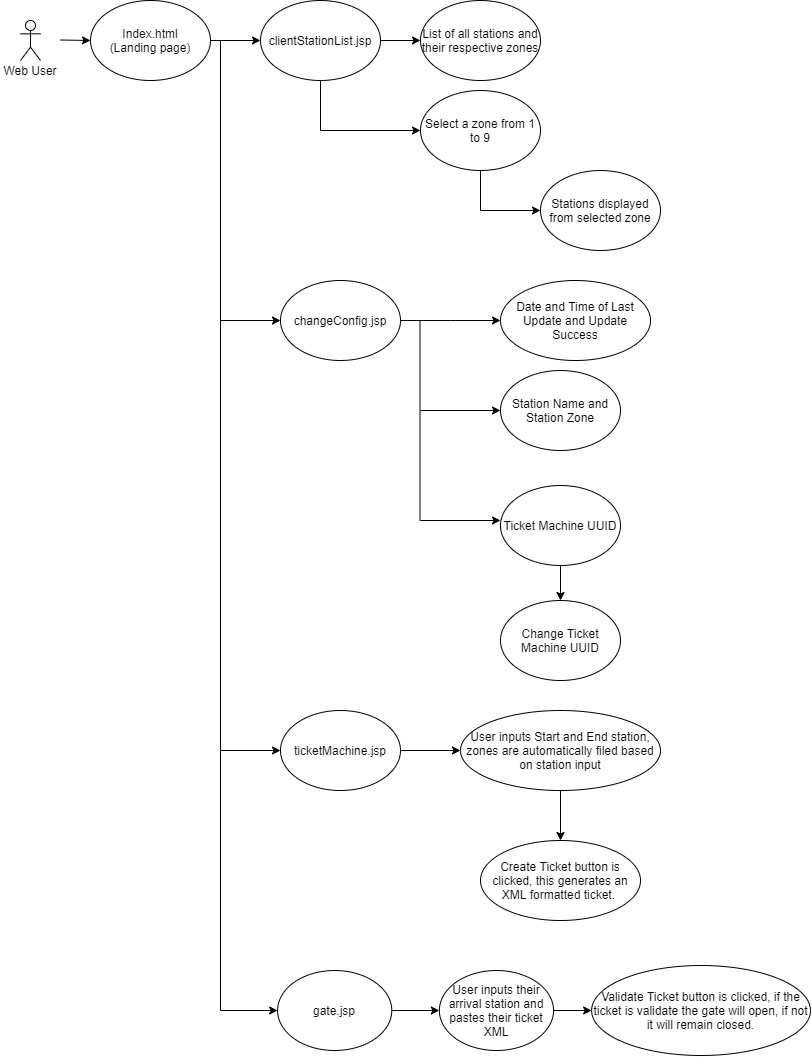 Web User
Index.html
(Landing page)
clientStationList.jsp
List of all stations and
their respective zones
Select a zone from 1
to 9
Stations displayed
from selected zone
changeConfig.jsp
Date and Time of Last
Update and Update
Success
Station Name and
Station Zone
Ticket Machine UUID
Change Ticket
Machine UUID
ticketMachine.jsp
User inputs Start and End station,
zones are automatically filed based
on station input
Create Ticket button is
clicked, this generates an
XML formatted ticket.
gate.jsp
User inputs their
arrival station and
pastes their ticket
XML
Validate Ticket button is clicked, if the
ticket is validate the gate will open, if not
it will remain closed.